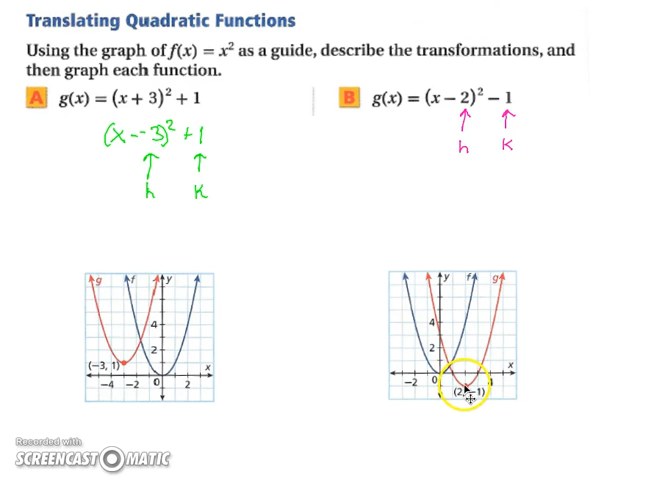 Translating Quadratic Functions
Using the graph of f(x) = x² as a guide, describe the transformations, and
then graph each function.
A g(x) = (x + 3)² + 1
B g(x) = (x − 2)² − 1
(x - -3)² + 1
h K
h K
g f y
4
2
(−3, 1)
x
−4 −2 0 2
y f g
4
2
x
−2 0 4
(2, −1)
Recorded with
SCREENCAST O MATIC